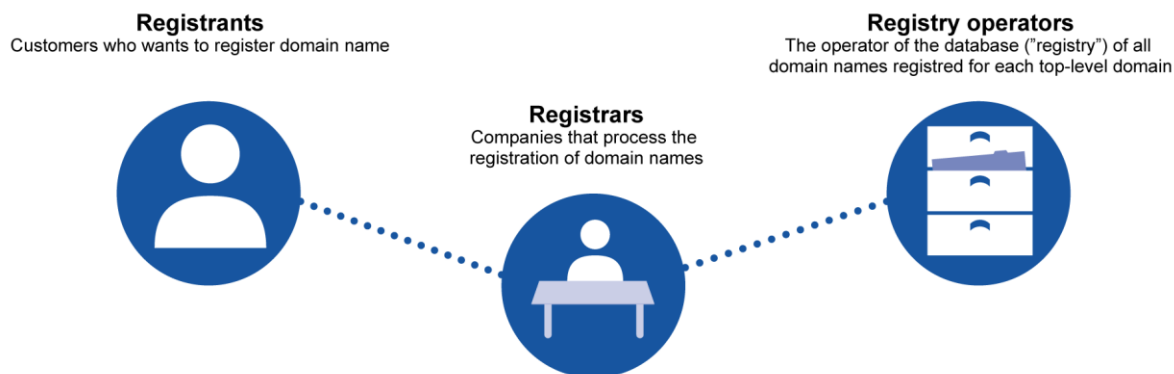 Registrants
Customers who wants to register domain name
Registrars
Companies that process the
registration of domain names
Registry operators
The operator of the database (”registry”) of all
domain names registred for each top-level domain